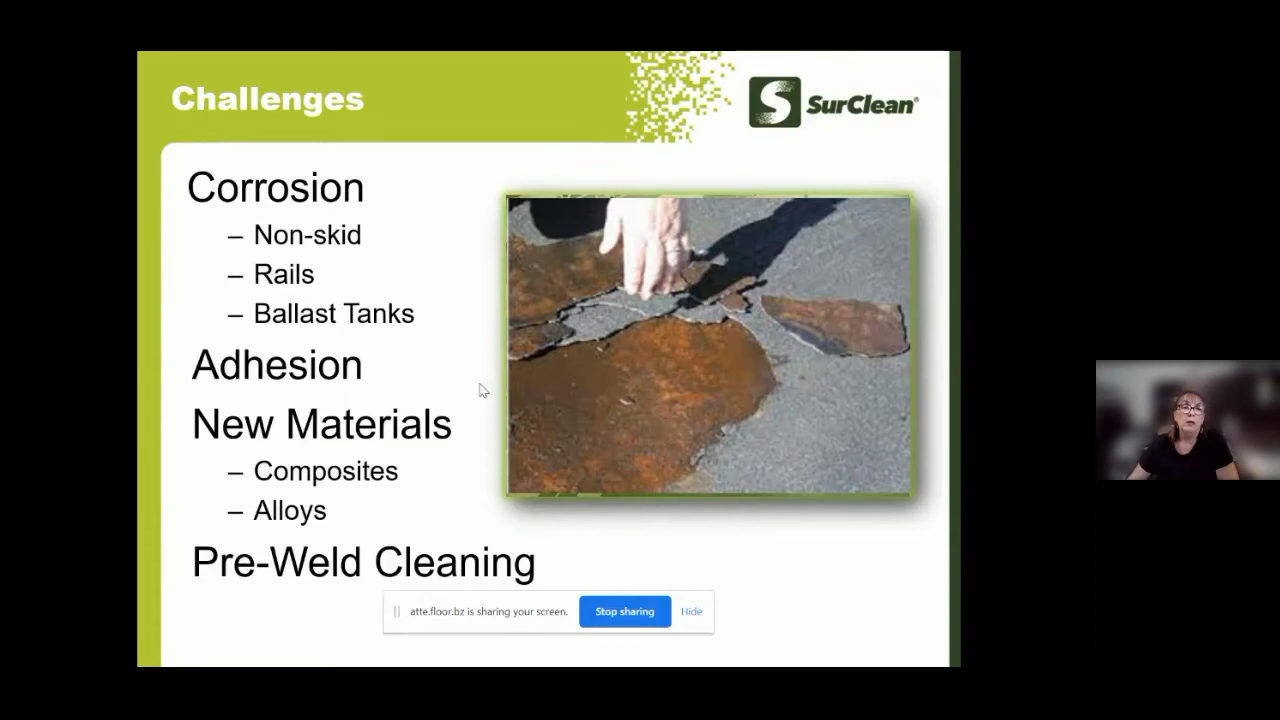 Challenges
SurClean®
Corrosion
– Non-skid
– Rails
– Ballast Tanks
Adhesion
New Materials
– Composites
– Alloys
Pre-Weld Cleaning
atte.floor.bz is sharing your screen.
Stop sharing
Hide